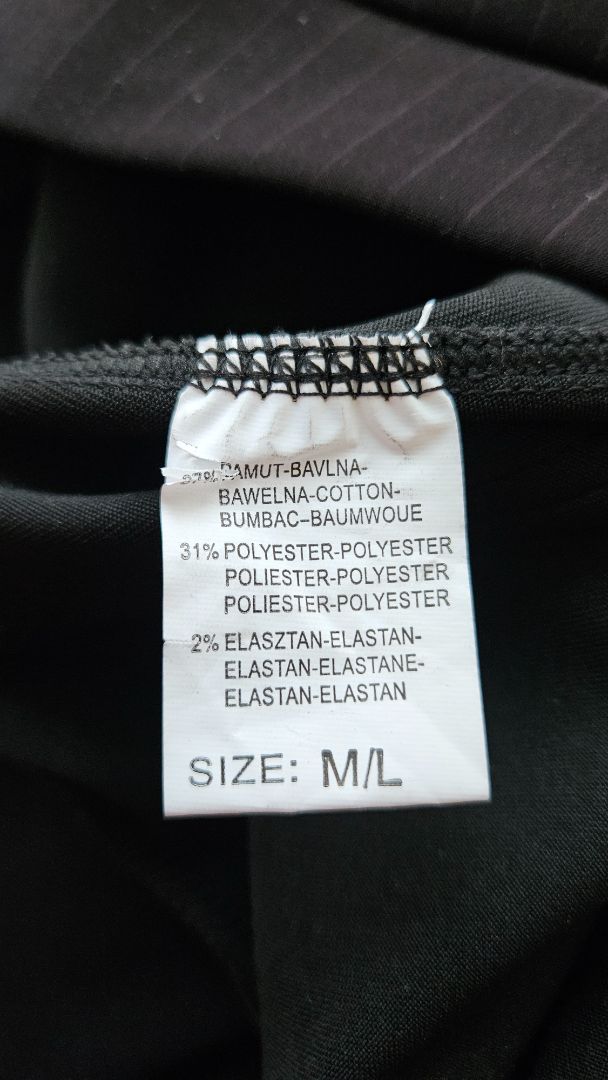 PAMUT-BAVLNA-
BAWELNA-COTTON-
BUMBAC-BAUMWOUE
31% POLYESTER-POLYESTER
POLIESTER-POLYESTER
POLIESTER-POLYESTER
2% ELASZTAN-ELASTAN-
ELASTAN-ELASTANE-
ELASTAN-ELASTAN
SIZE: M/L